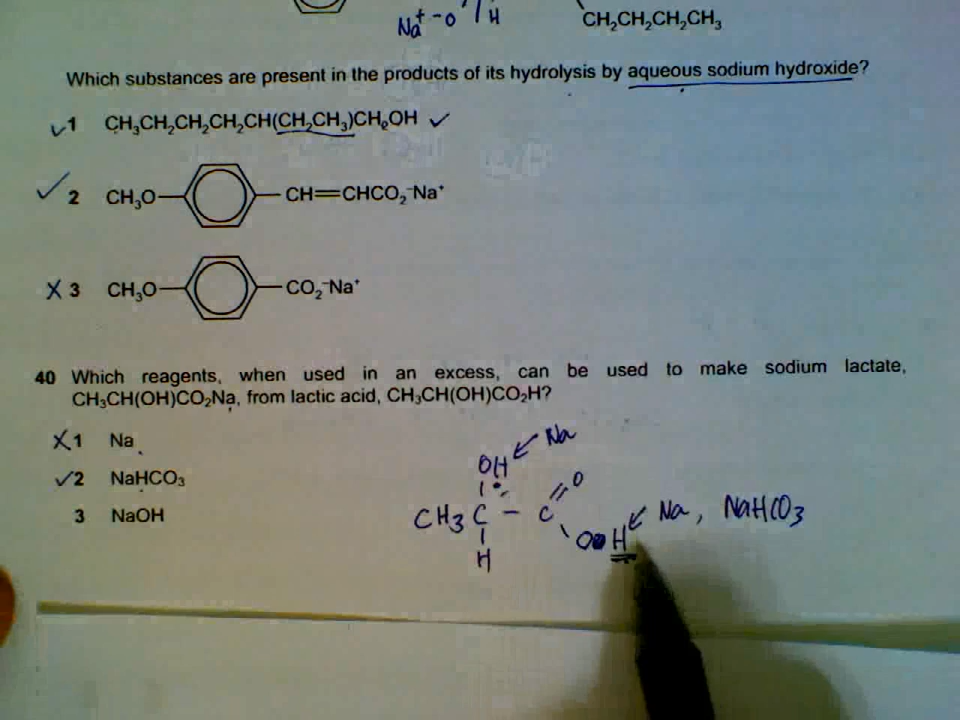 Na⁺ -O / H
CH₂CH₂CH₂CH₃
Which substances are present in the products of its hydrolysis by aqueous sodium hydroxide?
✓1 CH₃CH₂CH₂CH₂CH(CH₂CH₃)CH₂OH ✓
✓ 2 CH₃O— —CH=CHCO₂⁻Na⁺
X 3 CH₃O— —CO₂⁻Na⁺
40 Which reagents, when used in an excess, can be used to make sodium lactate,
CH₃CH(OH)CO₂Na, from lactic acid, CH₃CH(OH)CO₂H?
X1 Na
✓2 NaHCO₃
3 NaOH
Na
OH
O
CH₃ C – C
Na, NaHCO₃
O H
H